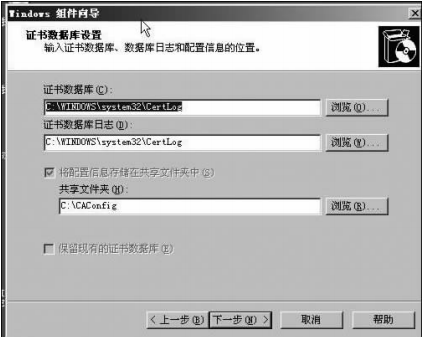 Windows 组件向导
证书数据库设置
输入证书数据库、数据库日志和配置信息的位置。
证书数据库(C):
C:\WINDOWS\system32\CertLog
浏览(O)...
证书数据库日志(D):
C:\WINDOWS\system32\CertLog
浏览(W)...
将配置信息存储在共享文件夹中(S)
共享文件夹(H):
C:\CAConfig
浏览(R)...
保留现有的证书数据库(E)
< 上一步(B)
下一步(N) >
取消
帮助